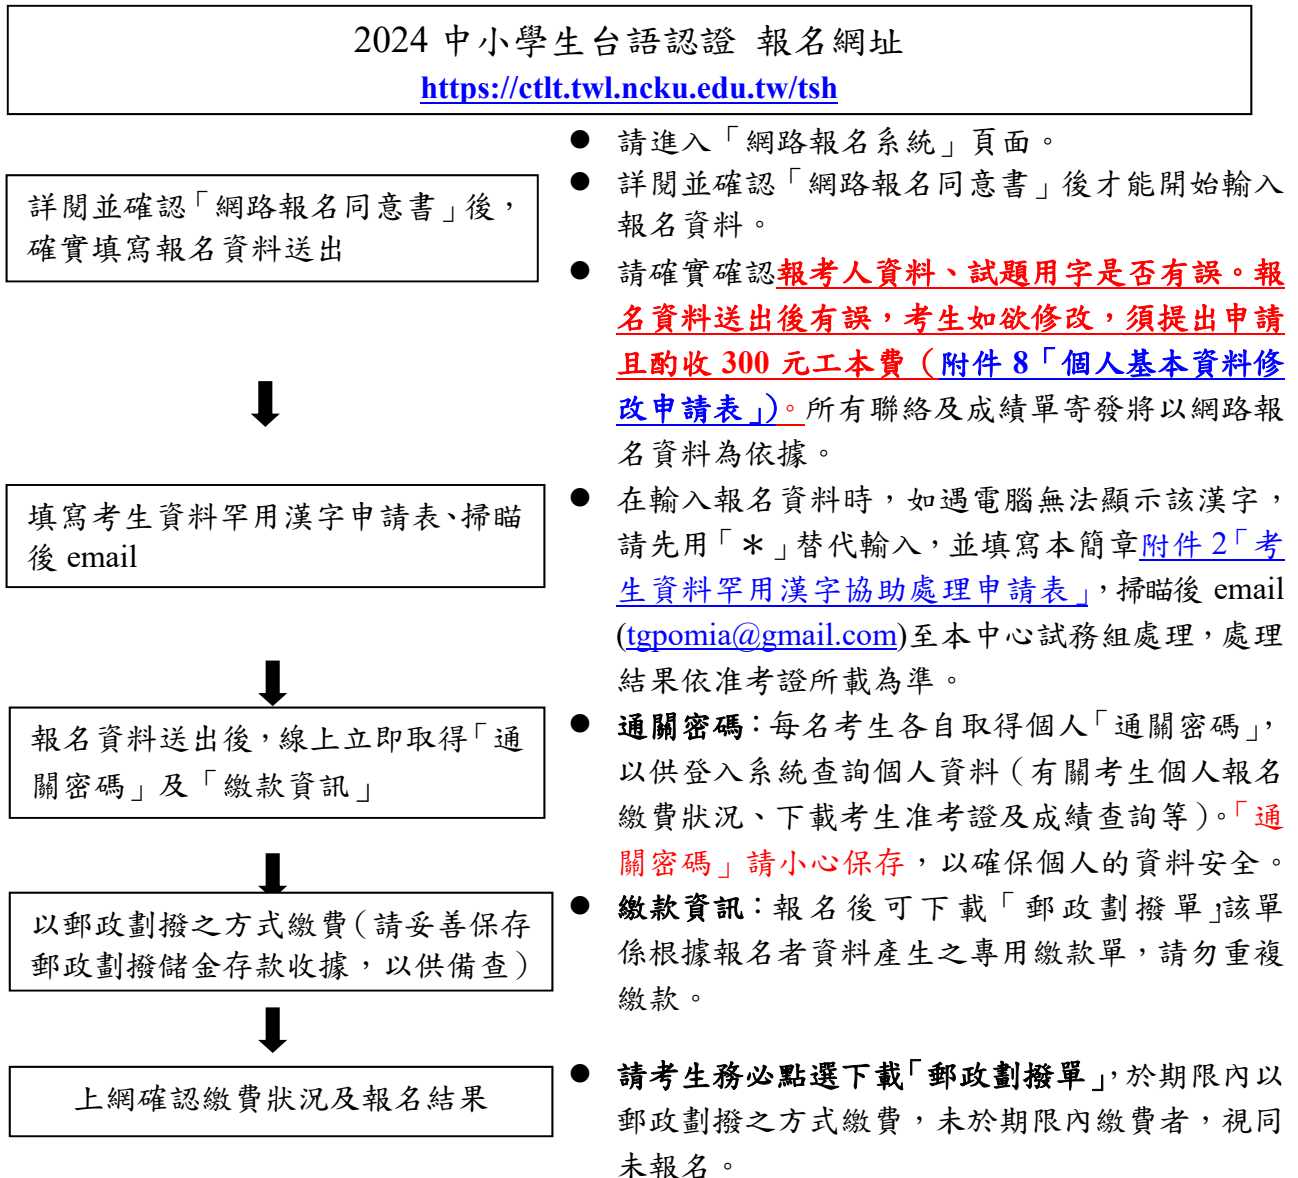 2024 中小學生台語認證 報名網址
https://ctlt.twl.ncku.edu.tw/tsh
詳閱並確認「網路報名同意書」後，
確實填寫報名資料送出
填寫考生資料罕用漢字申請表、掃瞄
後 email
報名資料送出後，線上立即取得「通
關密碼」及「繳款資訊」
以郵政劃撥之方式繳費（請妥善保存
郵政劃撥儲金存款收據，以供備查）
上網確認繳費狀況及報名結果
● 請進入「網路報名系統」頁面。
● 詳閱並確認「網路報名同意書」後才能開始輸入
報名資料。
● 請確實確認報考人資料、試題用字是否有誤。報
名資料送出後有誤，考生如欲修改，須提出申請
且酌收 300 元工本費（附件 8「個人基本資料修
改申請表」）。所有聯絡及成績單寄發將以網路報
名資料為依據。
● 在輸入報名資料時，如遇電腦無法顯示該漢字，
請先用「＊」替代輸入，並填寫本簡章附件 2「考
生資料罕用漢字協助處理申請表」，掃瞄後 email
(tgpomia@gmail.com)至本中心試務組處理，處理
結果依准考證所載為準。
● 通關密碼：每名考生各自取得個人「通關密碼」，
以供登入系統查詢個人資料（有關考生個人報名
繳費狀況、下載考生准考證及成績查詢等）。「通
關密碼」請小心保存，以確保個人的資料安全。
● 繳款資訊：報名後可下載「郵政劃撥單」該單
係根據報名者資料產生之專用繳款單，請勿重複
繳款。
● 請考生務必點選下載「郵政劃撥單」，於期限內以
郵政劃撥之方式繳費，未於期限內繳費者，視同
未報名。